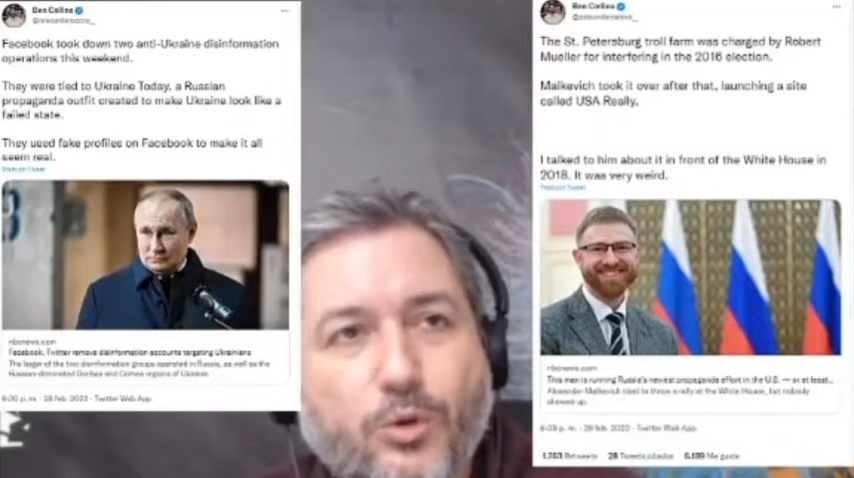 Ben Collins
Facebook took down two anti-Ukraine disinformation
operations this weekend.
They were tied to Ukraine Today, a Russian
propaganda outfit created to make Ukraine look like a
failed state.
They used fake profiles on Facebook to make it all
seem real.
nbcnews.com
Facebook, Twitter remove disinformation accounts targeting Ukrainians
The larger of the two disinformation groups operated in Russia, as well as the
Russian-dominated Donbas and Crimea regions of Ukraine.
28 feb. 2022 · Twitter Web App
Ben Collins
The St. Petersburg troll farm was charged by Robert
Mueller for interfering in the 2016 election.
Malkevich took it over after that, launching a site
called USA Really.
I talked to him about it in front of the White House in
2018. It was very weird.
nbcnews.com
This man is running Russia's newest propaganda effort in the U.S. — or at least...
Alexander Malkevich tried to throw a rally at the White House, but nobody
showed up.
28 feb. 2022 · Twitter Web App
Retweets Tweets citados Me gusta